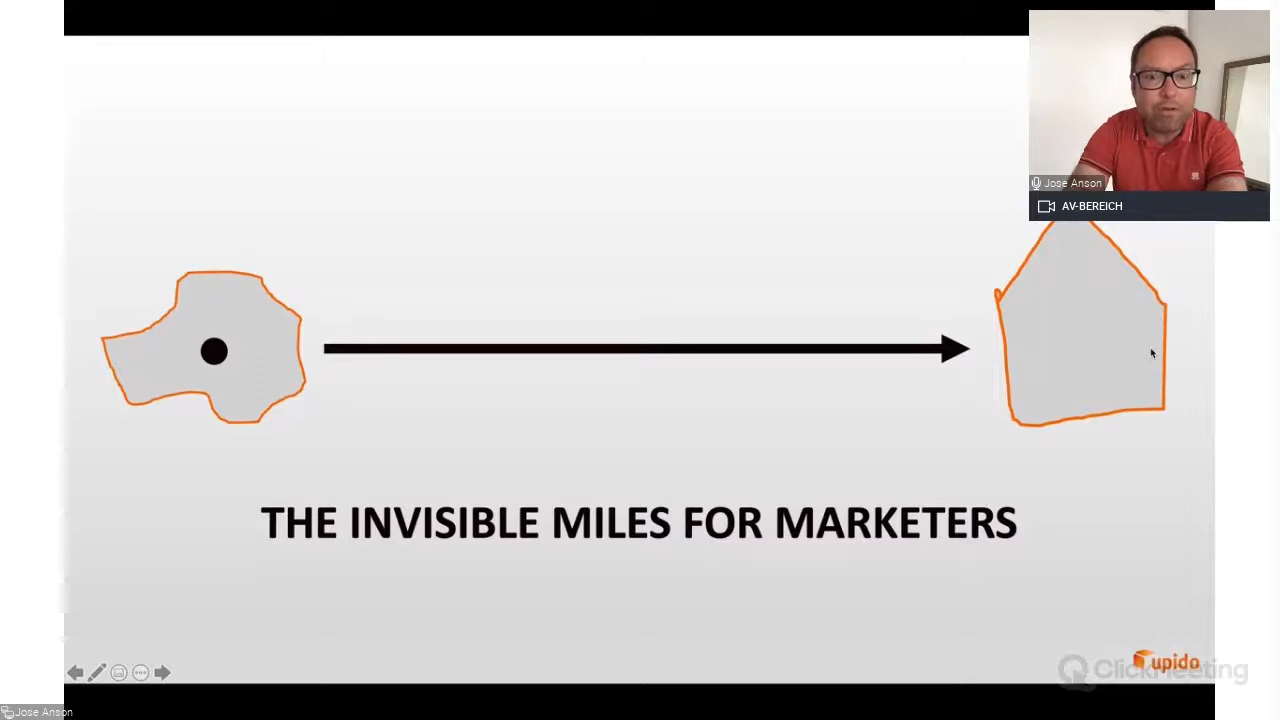 Jose Anson
AV-BEREICH
THE INVISIBLE MILES FOR MARKETERS
upido
ClickMeeting
Jose Anson